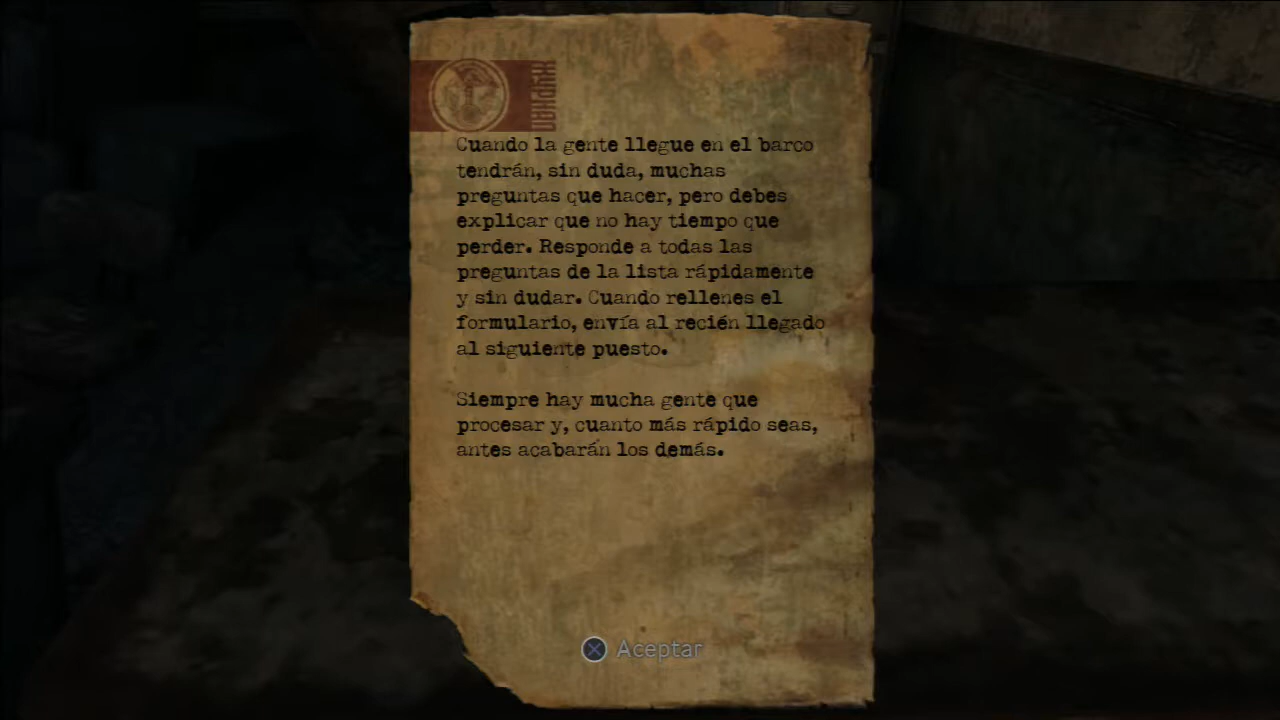 Cuando la gente llegue en el barco
tendrán, sin duda, muchas
preguntas que hacer, pero debes
explicar que no hay tiempo que
perder. Responde a todas las
preguntas de la lista rápidamente
y sin dudar. Cuando rellenes el
formulario, envía al recién llegado
al siguiente puesto.
Siempre hay mucha gente que
procesar y, cuanto más rápido seas,
antes acabarán los demás.
Aceptar